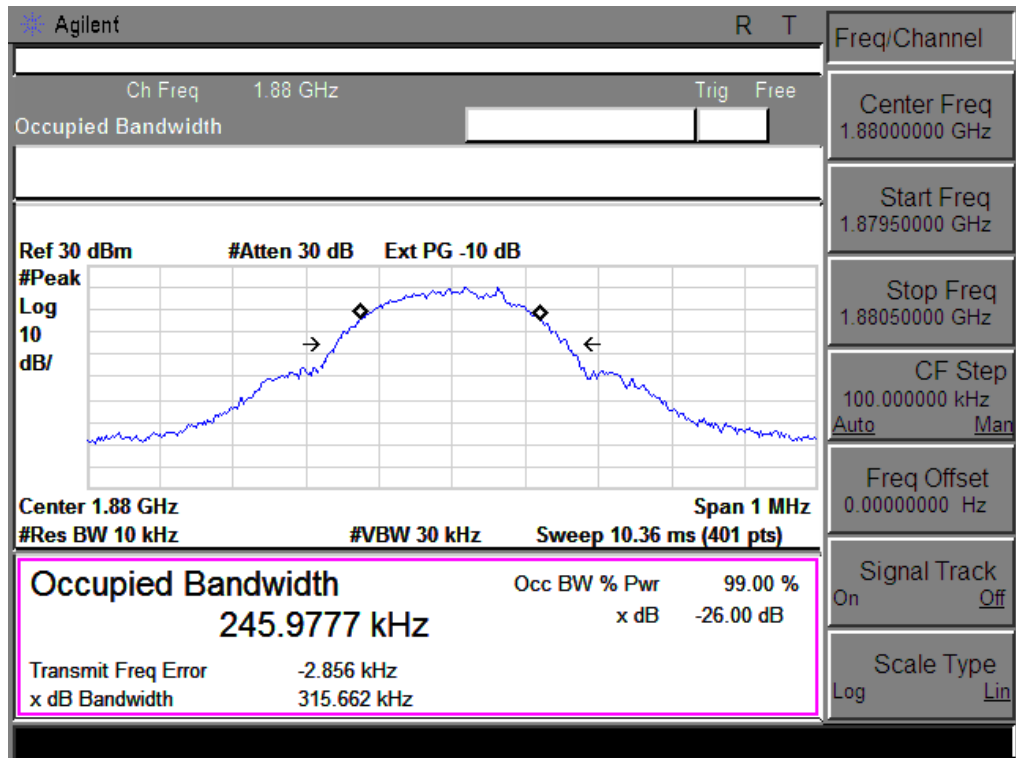 Agilent R T
Ch Freq 1.88 GHz Trig Free
Occupied Bandwidth
Ref 30 dBm #Atten 30 dB Ext PG -10 dB
#Peak
Log
10
dB/
Center 1.88 GHz Span 1 MHz
#Res BW 10 kHz #VBW 30 kHz Sweep 10.36 ms (401 pts)
Occupied Bandwidth Occ BW % Pwr 99.00 %
245.9777 kHz x dB -26.00 dB
Transmit Freq Error -2.856 kHz
x dB Bandwidth 315.662 kHz
Freq/Channel
Center Freq
1.88000000 GHz
Start Freq
1.87950000 GHz
Stop Freq
1.88050000 GHz
CF Step
100.000000 kHz
Auto Man
Freq Offset
0.00000000 Hz
Signal Track
On Off
Scale Type
Log Lin